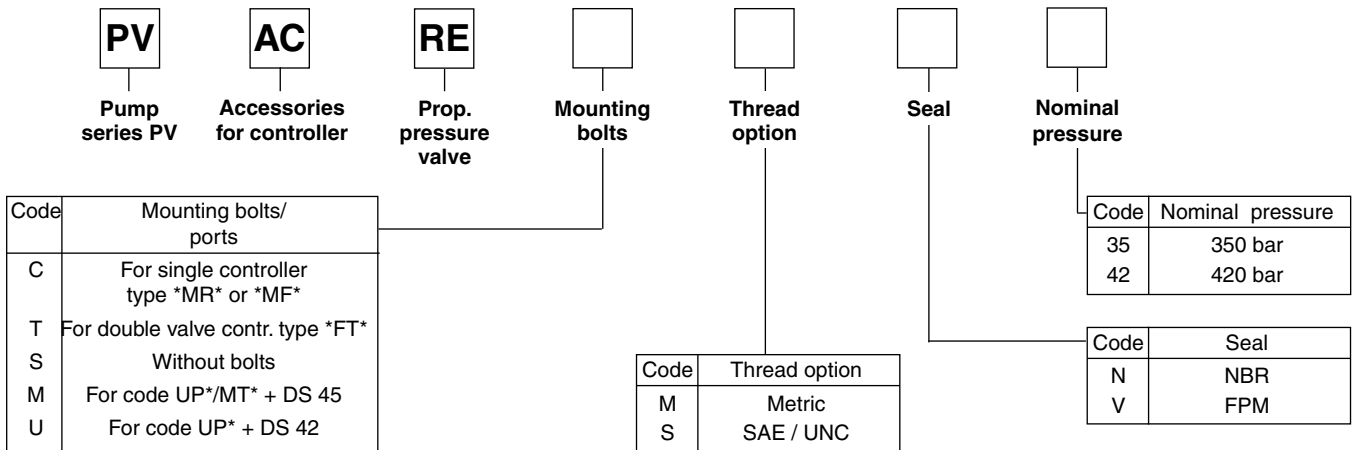 PV AC RE
Pump series PV
Accessories for controller
Prop. pressure valve
Mounting bolts
Thread option
Seal
Nominal pressure
Code Mounting bolts/ ports
C For single controller type *MR* or *MF*
T For double valve contr. type *FT*
S Without bolts
M For code UP*/MT* + DS 45
U For code UP* + DS 42
Code Thread option
M Metric
S SAE / UNC
Code Nominal pressure
35 350 bar
42 420 bar
Code Seal
N NBR
V FPM